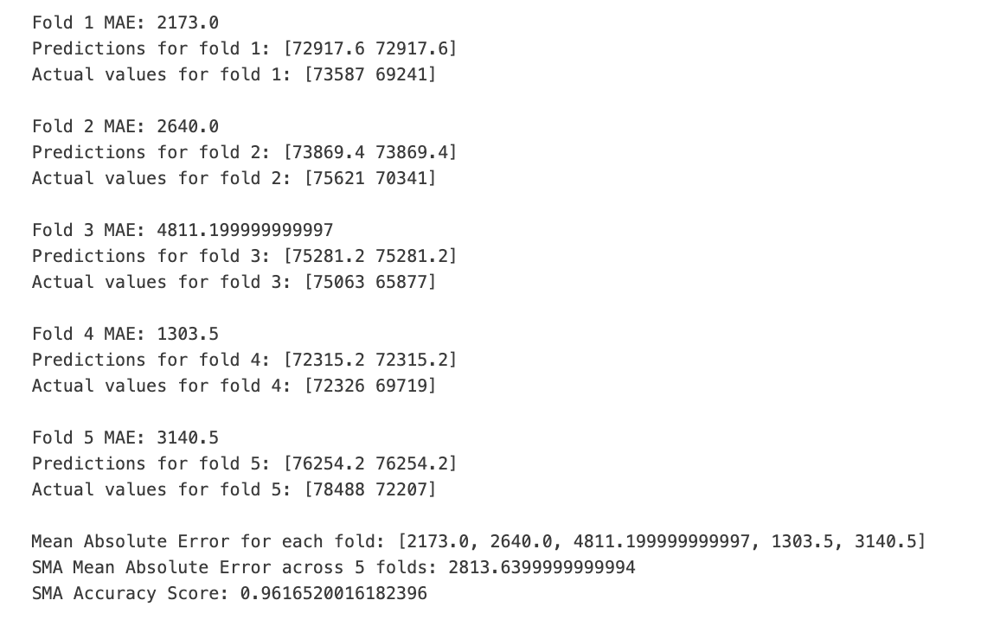 Fold 1 MAE: 2173.0
Predictions for fold 1: [72917.6 72917.6]
Actual values for fold 1: [73587 69241]
Fold 2 MAE: 2640.0
Predictions for fold 2: [73869.4 73869.4]
Actual values for fold 2: [75621 70341]
Fold 3 MAE: 4811.199999999997
Predictions for fold 3: [75281.2 75281.2]
Actual values for fold 3: [75063 65877]
Fold 4 MAE: 1303.5
Predictions for fold 4: [72315.2 72315.2]
Actual values for fold 4: [72326 69719]
Fold 5 MAE: 3140.5
Predictions for fold 5: [76254.2 76254.2]
Actual values for fold 5: [78488 72207]
Mean Absolute Error for each fold: [2173.0, 2640.0, 4811.199999999997, 1303.5, 3140.5]
SMA Mean Absolute Error across 5 folds: 2813.6399999999994
SMA Accuracy Score: 0.9616520016182396